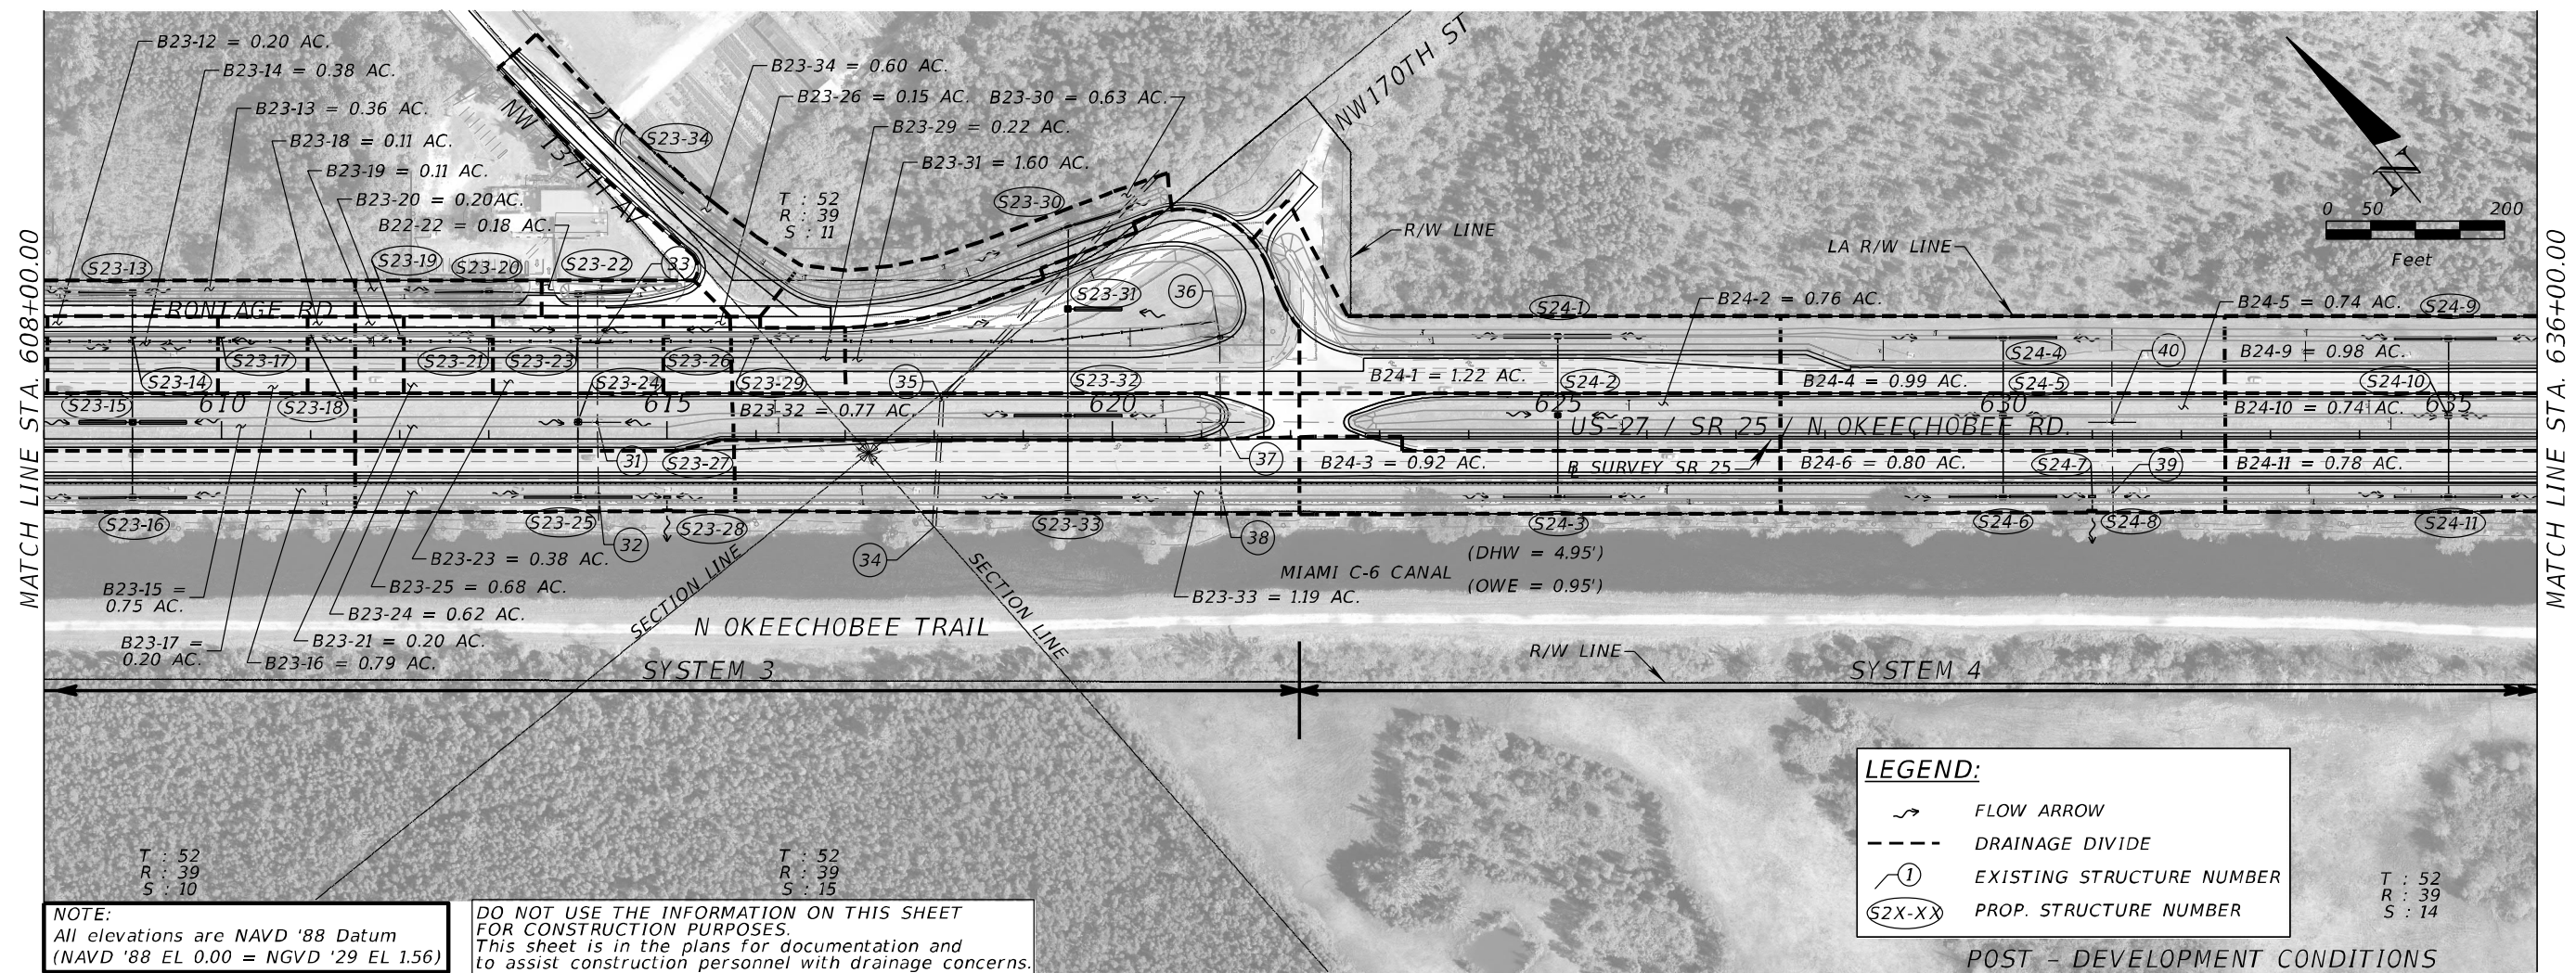 B23-12 = 0.20 AC.
B23-14 = 0.38 AC.
B23-13 = 0.36 AC.
B23-18 = 0.11 AC.
B23-19 = 0.11 AC.
B23-20 = 0.20AC.
B22-22 = 0.18 AC.
NW 137TH AV
S23-34
B23-34 = 0.60 AC.
B23-26 = 0.15 AC.
B23-30 = 0.63 AC.
B23-29 = 0.22 AC.
B23-31 = 1.60 AC.
T : 52
R : 39
S : 11
S23-30
NW170TH ST
R/W LINE
LA R/W LINE
N
0 50 200
Feet
MATCH LINE STA. 608+00.00
MATCH LINE STA. 636+00.00
S23-13
S23-19
S23-20
S23-22
33
S23-31
36
S24-1
B24-2 = 0.76 AC.
B24-5 = 0.74 AC.
S24-9
FRONTAGE RD
S23-17
S23-21
S23-23
S23-26
S24-4
40
B24-9 = 0.98 AC.
S23-14
S23-24
S23-29
35
S23-32
B24-1 = 1.22 AC.
S24-2
B24-4 = 0.99 AC.
S24-5
S24-10
S23-15
610
S23-18
615
B23-32 = 0.77 AC.
620
625
630
B24-10 = 0.74 AC.
635
US-27 / SR 25 / N OKEECHOBEE RD.
31
S23-27
37
B24-3 = 0.92 AC.
B SURVEY SR 25
B24-6 = 0.80 AC.
S24-7
39
B24-11 = 0.78 AC.
S23-16
S23-25
32
S23-28
34
S23-33
38
S24-3
S24-6
S24-8
S24-11
B23-23 = 0.38 AC.
B23-25 = 0.68 AC.
B23-24 = 0.62 AC.
B23-21 = 0.20 AC.
B23-16 = 0.79 AC.
B23-15 =
0.75 AC.
B23-17 =
0.20 AC.
SECTION LINE
SECTION LINE
MIAMI C-6 CANAL
(DHW = 4.95')
(OWE = 0.95')
B23-33 = 1.19 AC.
N OKEECHOBEE TRAIL
R/W LINE
SYSTEM 3
SYSTEM 4
T : 52
R : 39
S : 10
T : 52
R : 39
S : 15
T : 52
R : 39
S : 14
LEGEND:
FLOW ARROW
DRAINAGE DIVIDE
1 EXISTING STRUCTURE NUMBER
S2X-XX PROP. STRUCTURE NUMBER
NOTE:
All elevations are NAVD '88 Datum
(NAVD '88 EL 0.00 = NGVD '29 EL 1.56)
DO NOT USE THE INFORMATION ON THIS SHEET
FOR CONSTRUCTION PURPOSES.
This sheet is in the plans for documentation and
to assist construction personnel with drainage concerns.
POST - DEVELOPMENT CONDITIONS